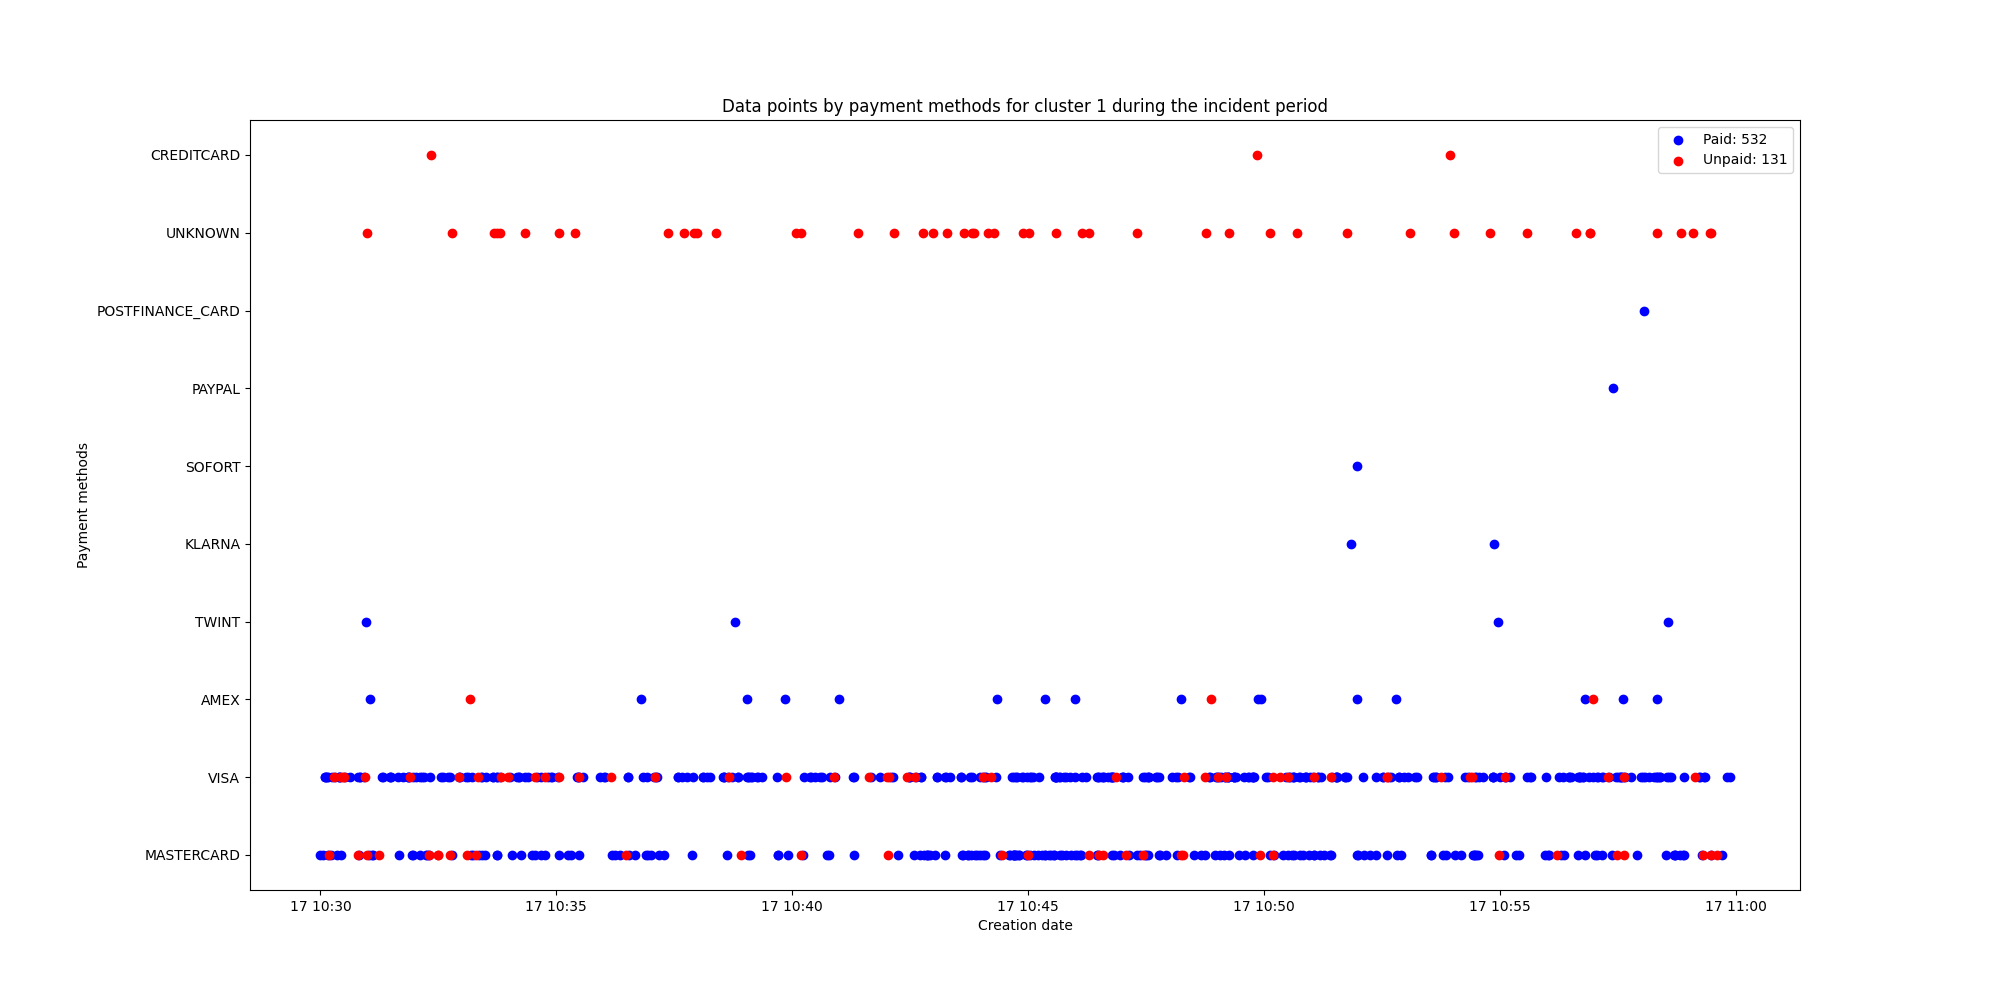 Data points by payment methods for cluster 1 during the incident period
Paid: 532
Unpaid: 131
Payment methods
CREDITCARD
UNKNOWN
POSTFINANCE_CARD
PAYPAL
SOFORT
KLARNA
TWINT
AMEX
VISA
MASTERCARD
17 10:30 17 10:35 17 10:40 17 10:45 17 10:50 17 10:55 17 11:00
Creation date